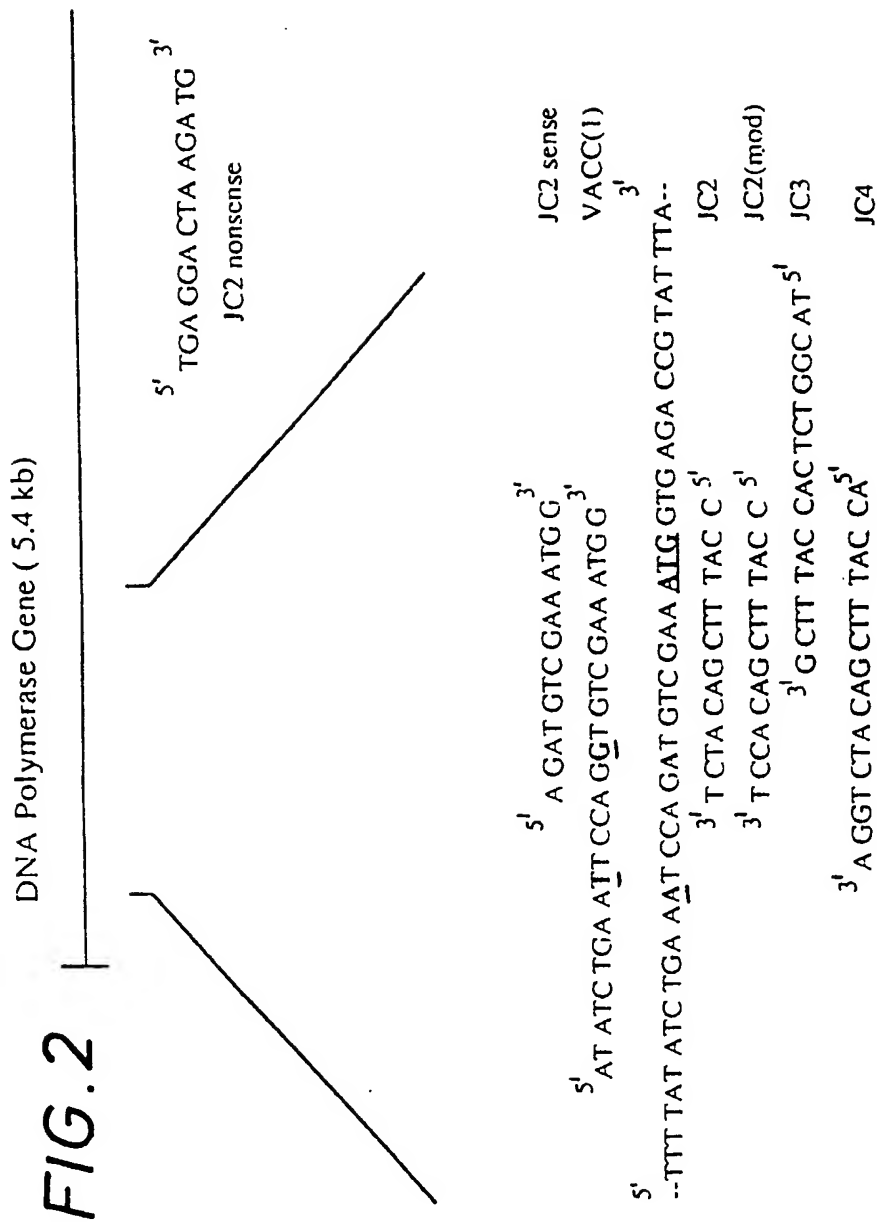 FIG. 2
DNA Polymerase Gene ( 5.4 kb)
5' TGA GGA CTA AGA TG 3'
JC2 nonsense
5' A GAT GTC GAA ATG G 3' JC2 sense
5' AT ATC TGA ATT CCA GGT GTC GAA ATG G 3' VACC(1)
5' 3'
--TTT TAT ATC TGA AAT CCA GAT GTC GAA ATG GTG AGA CCG TAT TTA--
3' T CTA CAG CTT TAC C 5' JC2
3' T CCA CAG CTT TAC C 5' JC2(mod)
3' G CTT TAC CAC TCT GGC AT 5' JC3
3' A GGT CTA CAG CTT TAC CA 5' JC4